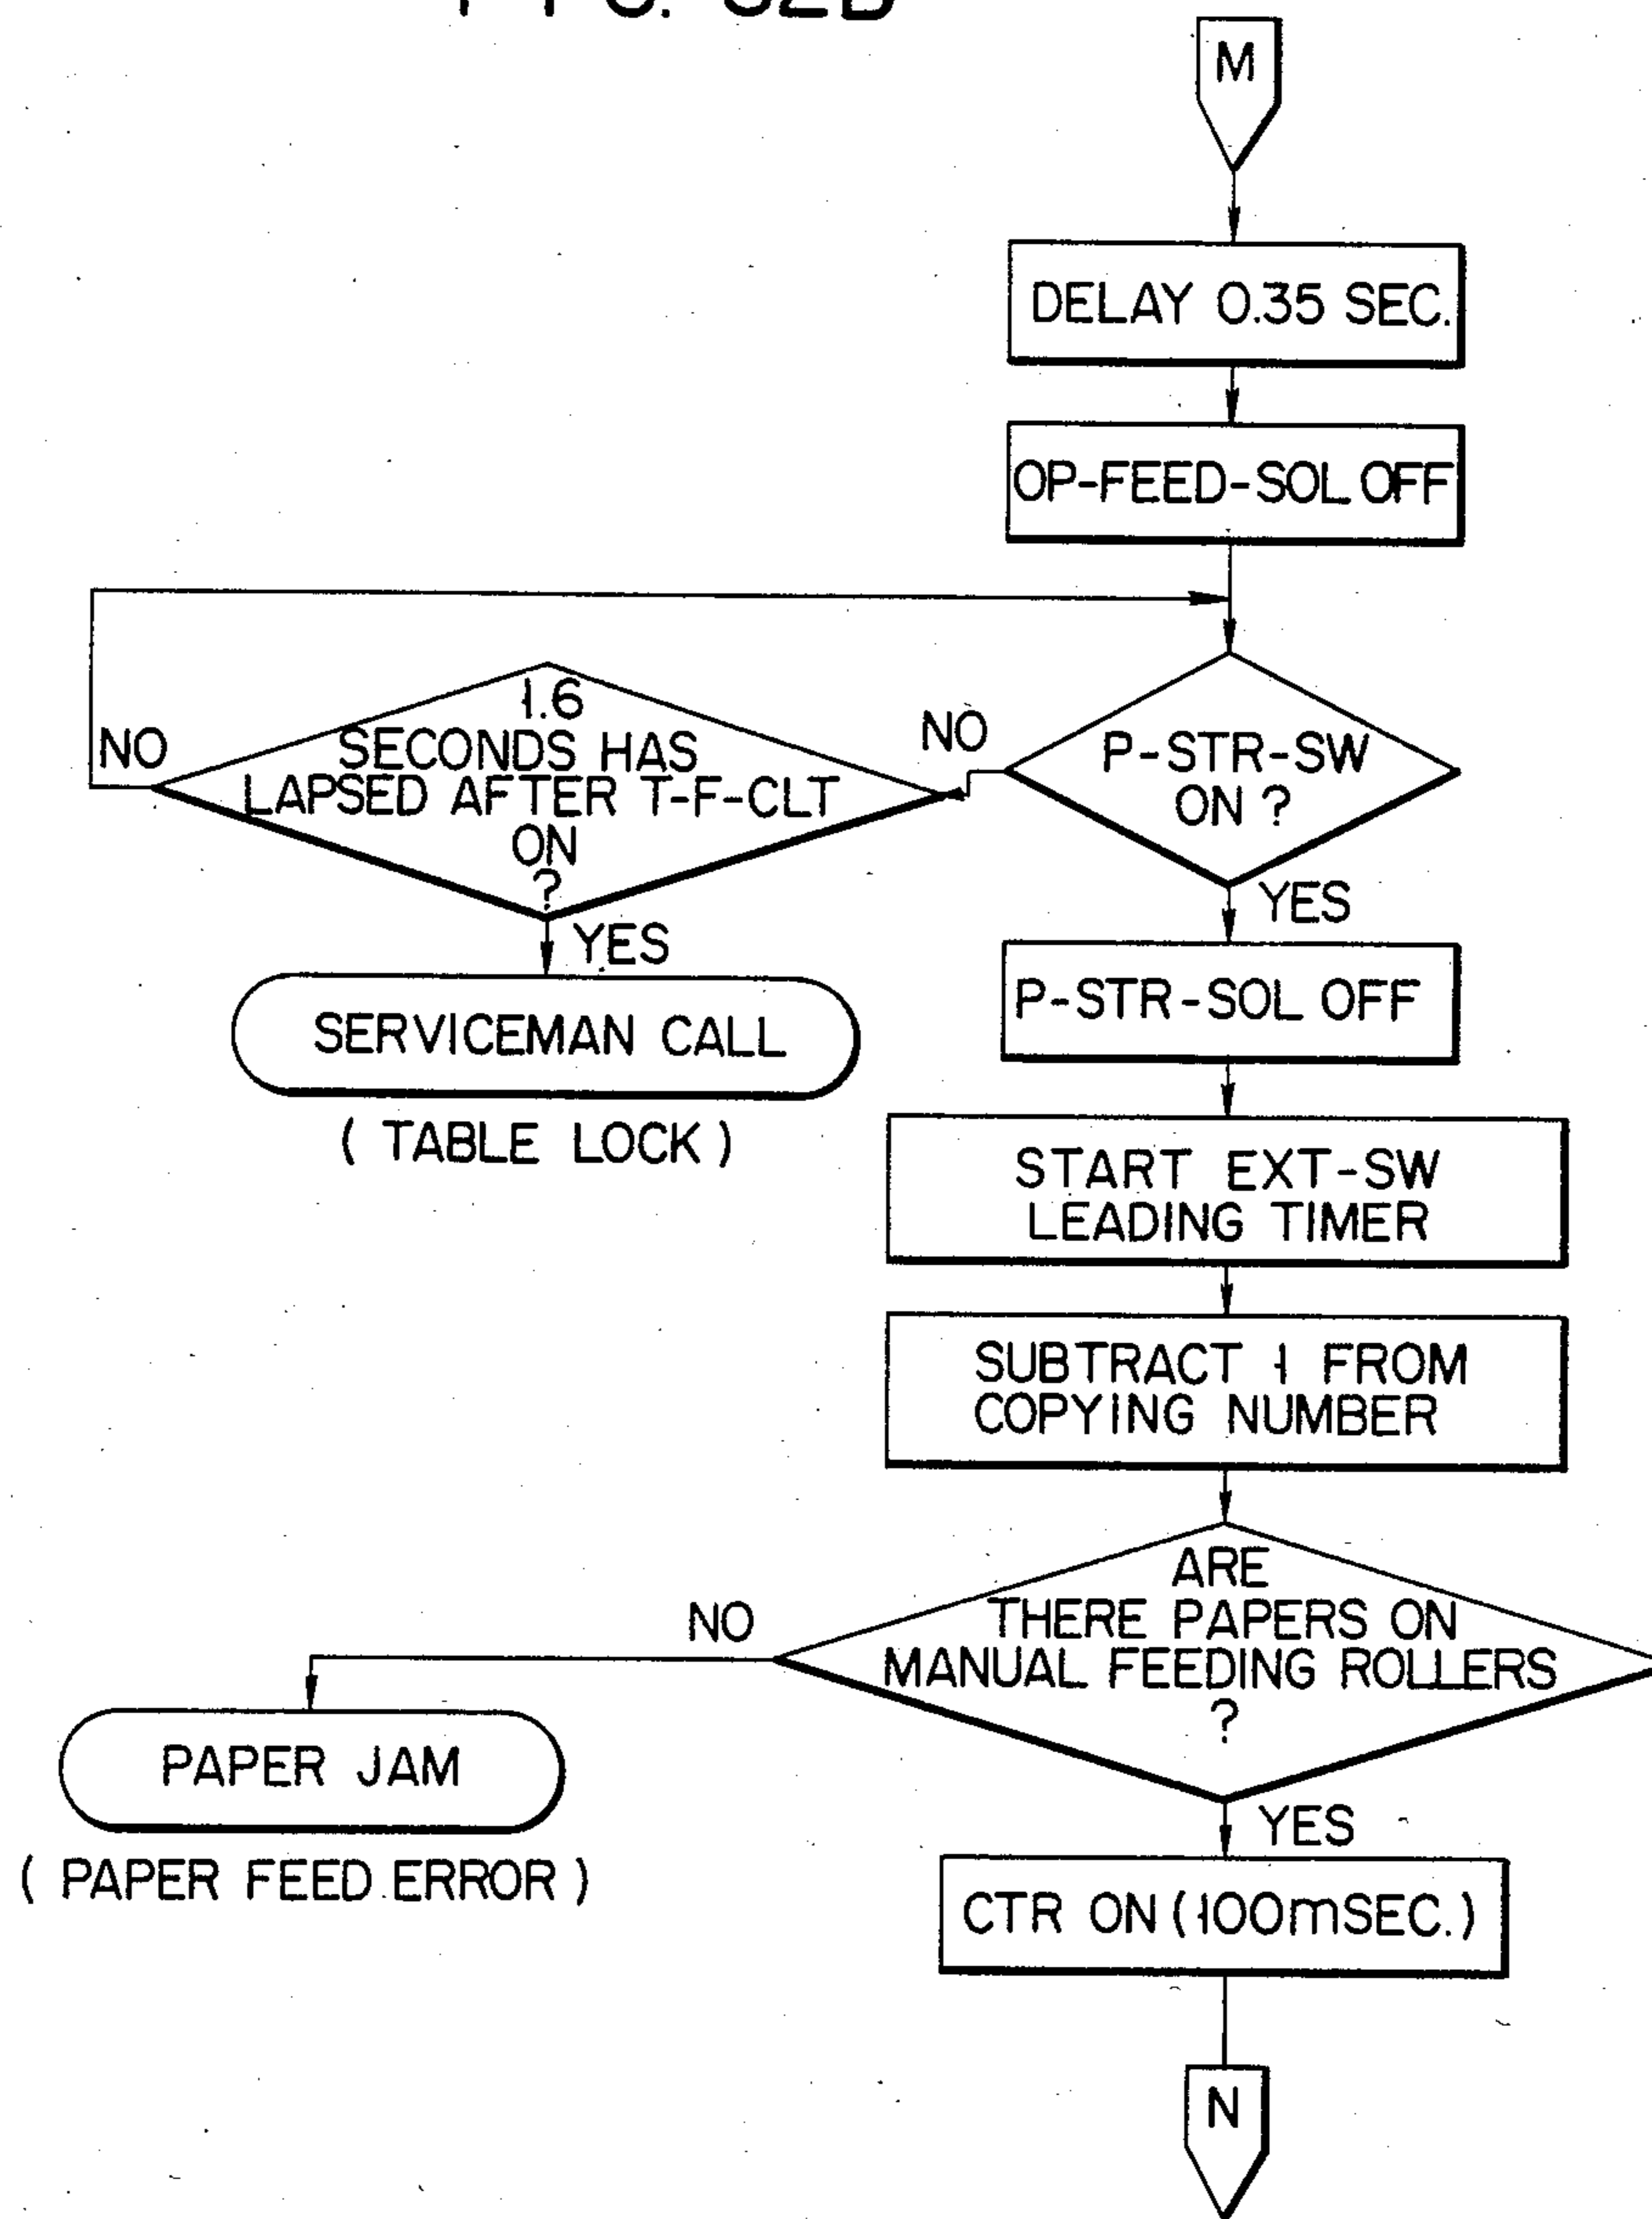 M
DELAY 0.35 SEC.
OP-FEED-SOL OFF
P-STR-SW
ON ?
NO
YES
1.6
SECONDS HAS
LAPSED AFTER T-F-CLT
ON
?
NO
YES
SERVICEMAN CALL
( TABLE LOCK )
P-STR-SOL OFF
START EXT-SW
LEADING TIMER
SUBTRACT 1 FROM
COPYING NUMBER
ARE
THERE PAPERS ON
MANUAL FEEDING ROLLERS
?
NO
PAPER JAM
( PAPER FEED ERROR )
YES
CTR ON (100mSEC.)
N